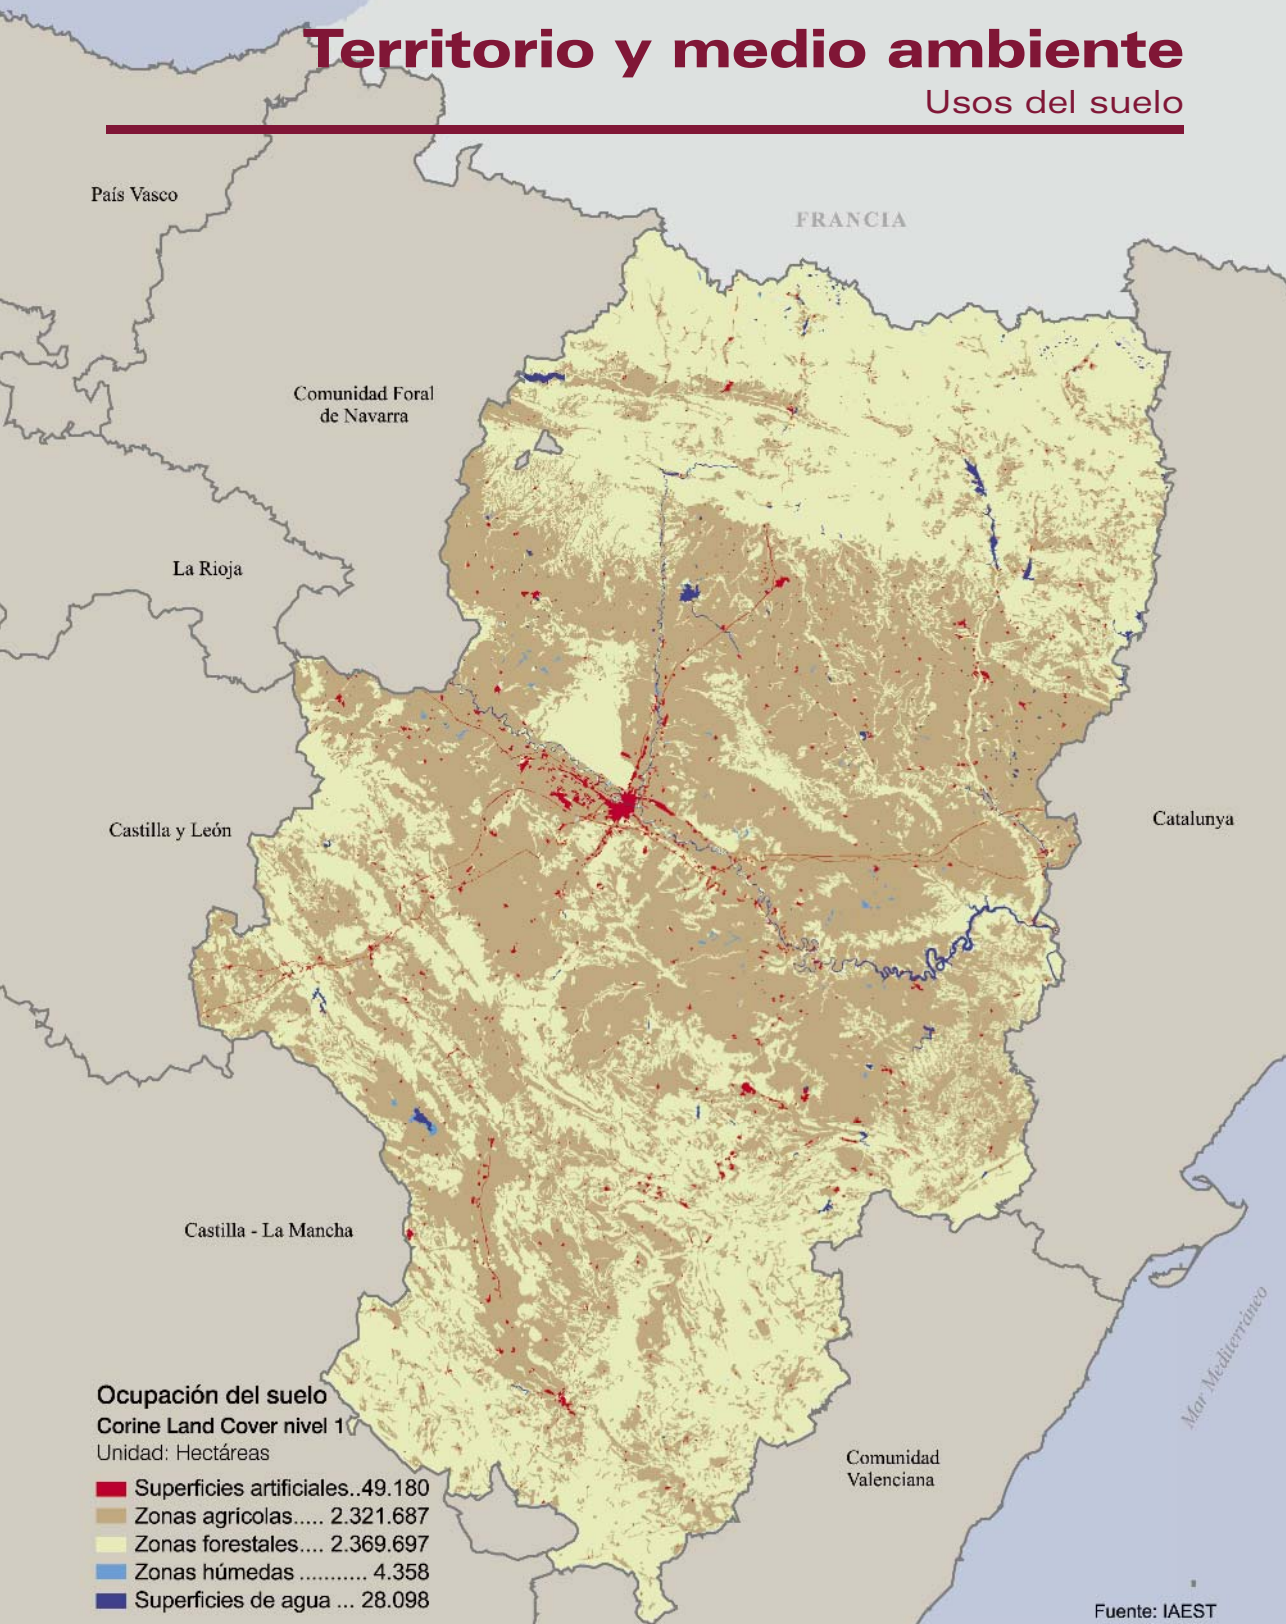 Territorio y medio ambiente
Usos del suelo
País Vasco
FRANCIA
Comunidad Foral
de Navarra
La Rioja
Castilla y León
Catalunya
Castilla - La Mancha
Mar Mediterráneo
Comunidad
Valenciana
Ocupación del suelo
Corine Land Cover nivel 1
Unidad: Hectáreas
Superficies artificiales..49.180
Zonas agrícolas..... 2.321.687
Zonas forestales.... 2.369.697
Zonas húmedas ........... 4.358
Superficies de agua ... 28.098
Fuente: IAEST